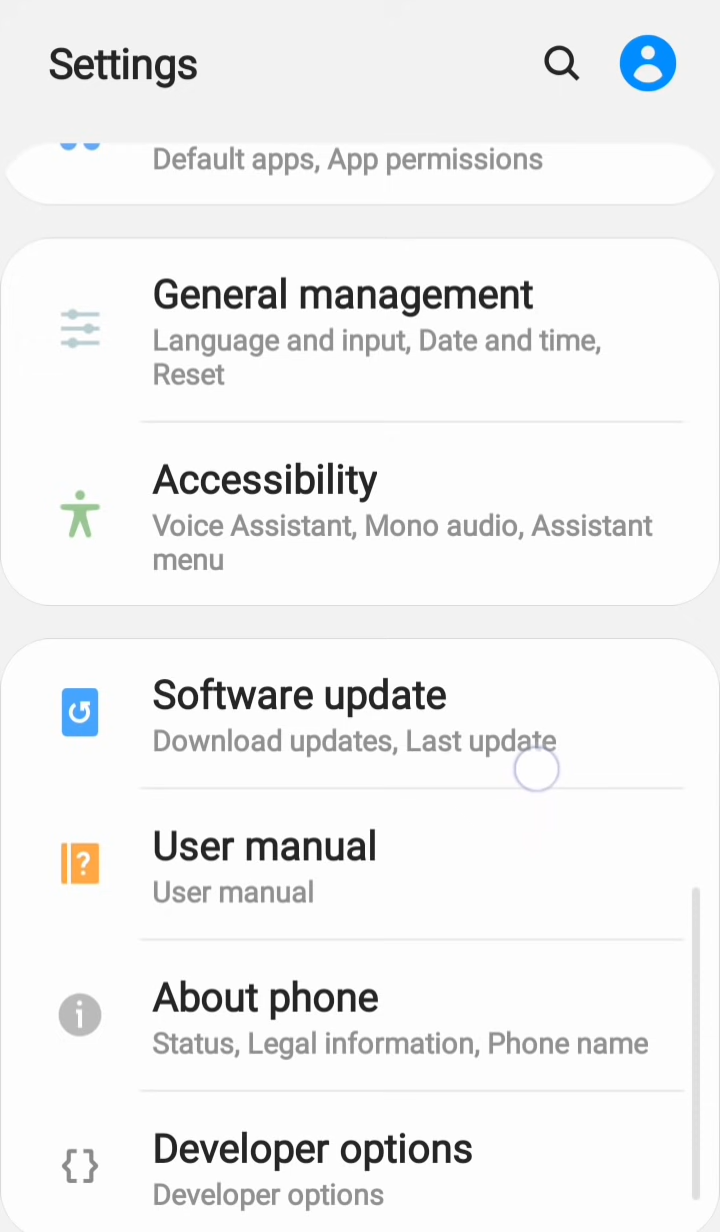 Settings
Default apps, App permissions
General management
Language and input, Date and time,
Reset
Accessibility
Voice Assistant, Mono audio, Assistant
menu
Software update
Download updates, Last update
User manual
User manual
About phone
Status, Legal information, Phone name
Developer options
Developer options